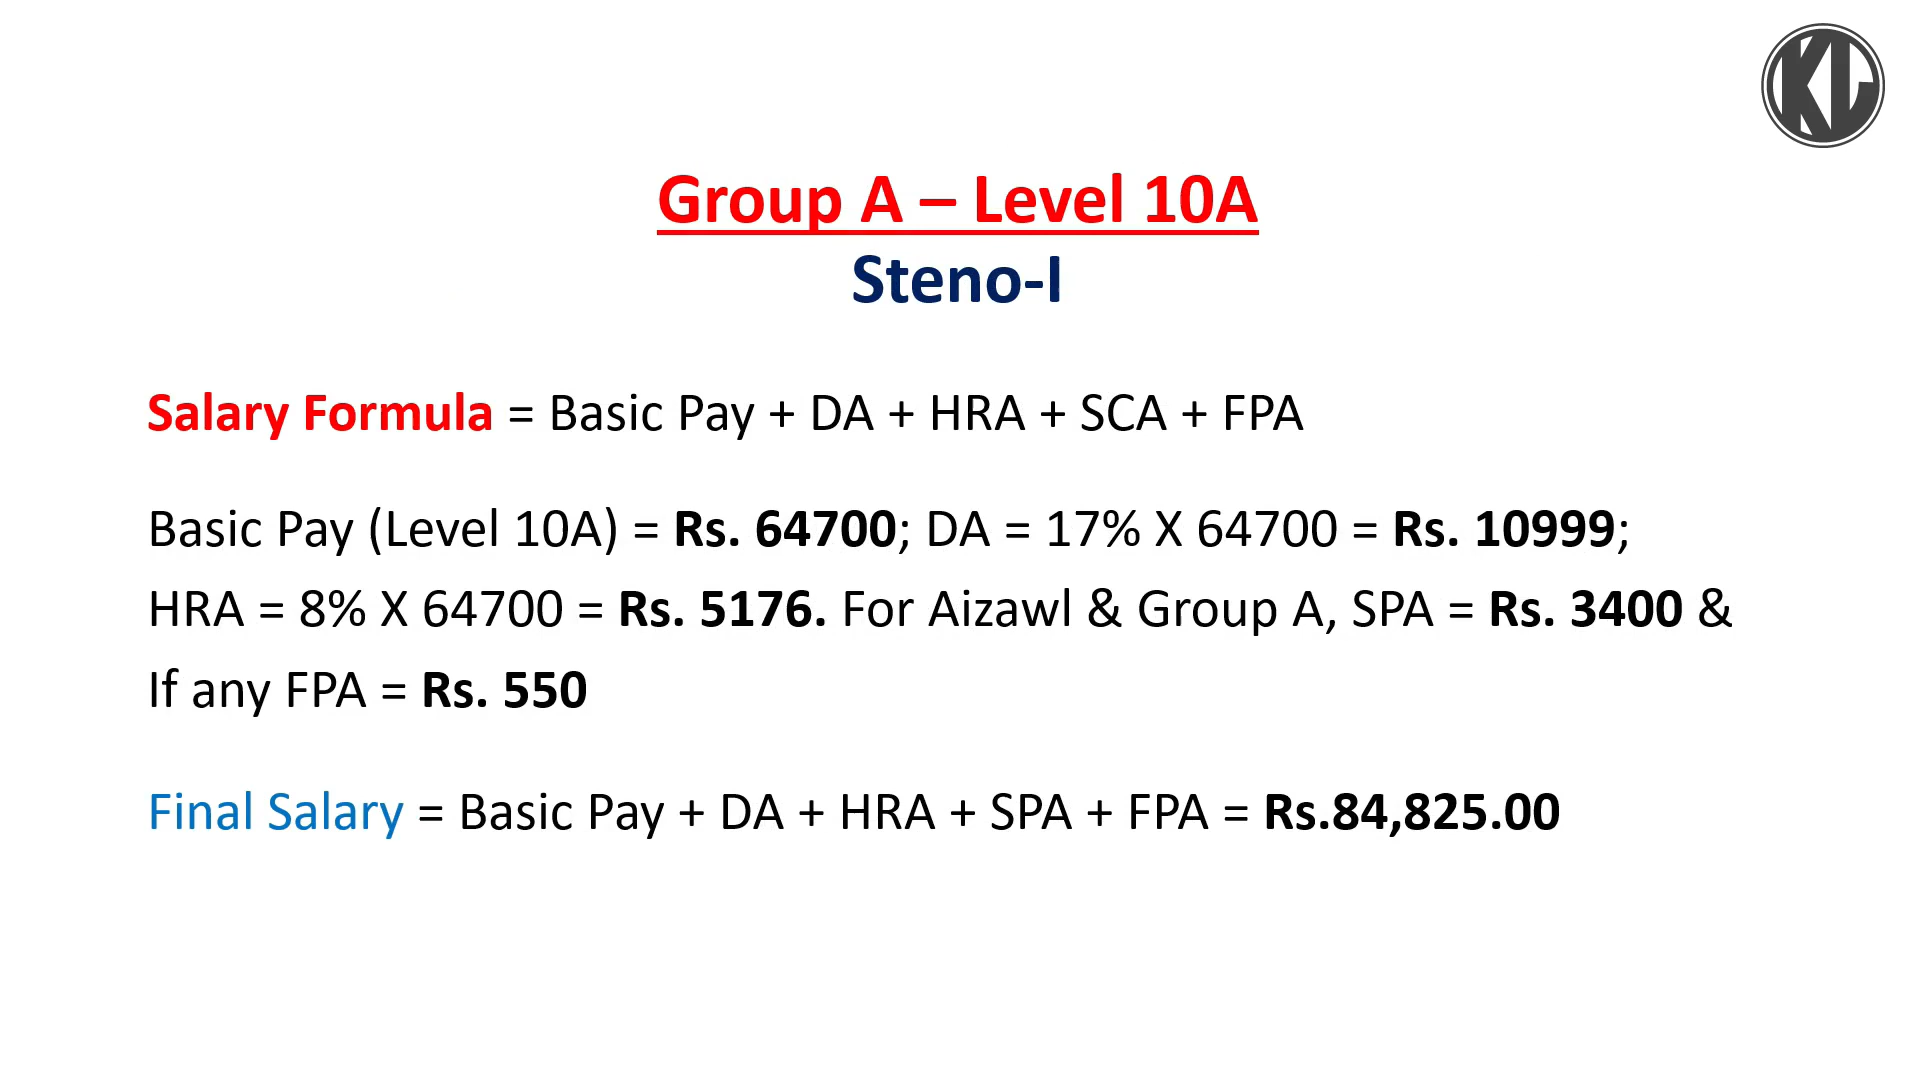 KL
Group A – Level 10A
Steno-I
Salary Formula = Basic Pay + DA + HRA + SCA + FPA
Basic Pay (Level 10A) = Rs. 64700; DA = 17% X 64700 = Rs. 10999;
HRA = 8% X 64700 = Rs. 5176. For Aizawl & Group A, SPA = Rs. 3400 &
If any FPA = Rs. 550
Final Salary = Basic Pay + DA + HRA + SPA + FPA = Rs.84,825.00